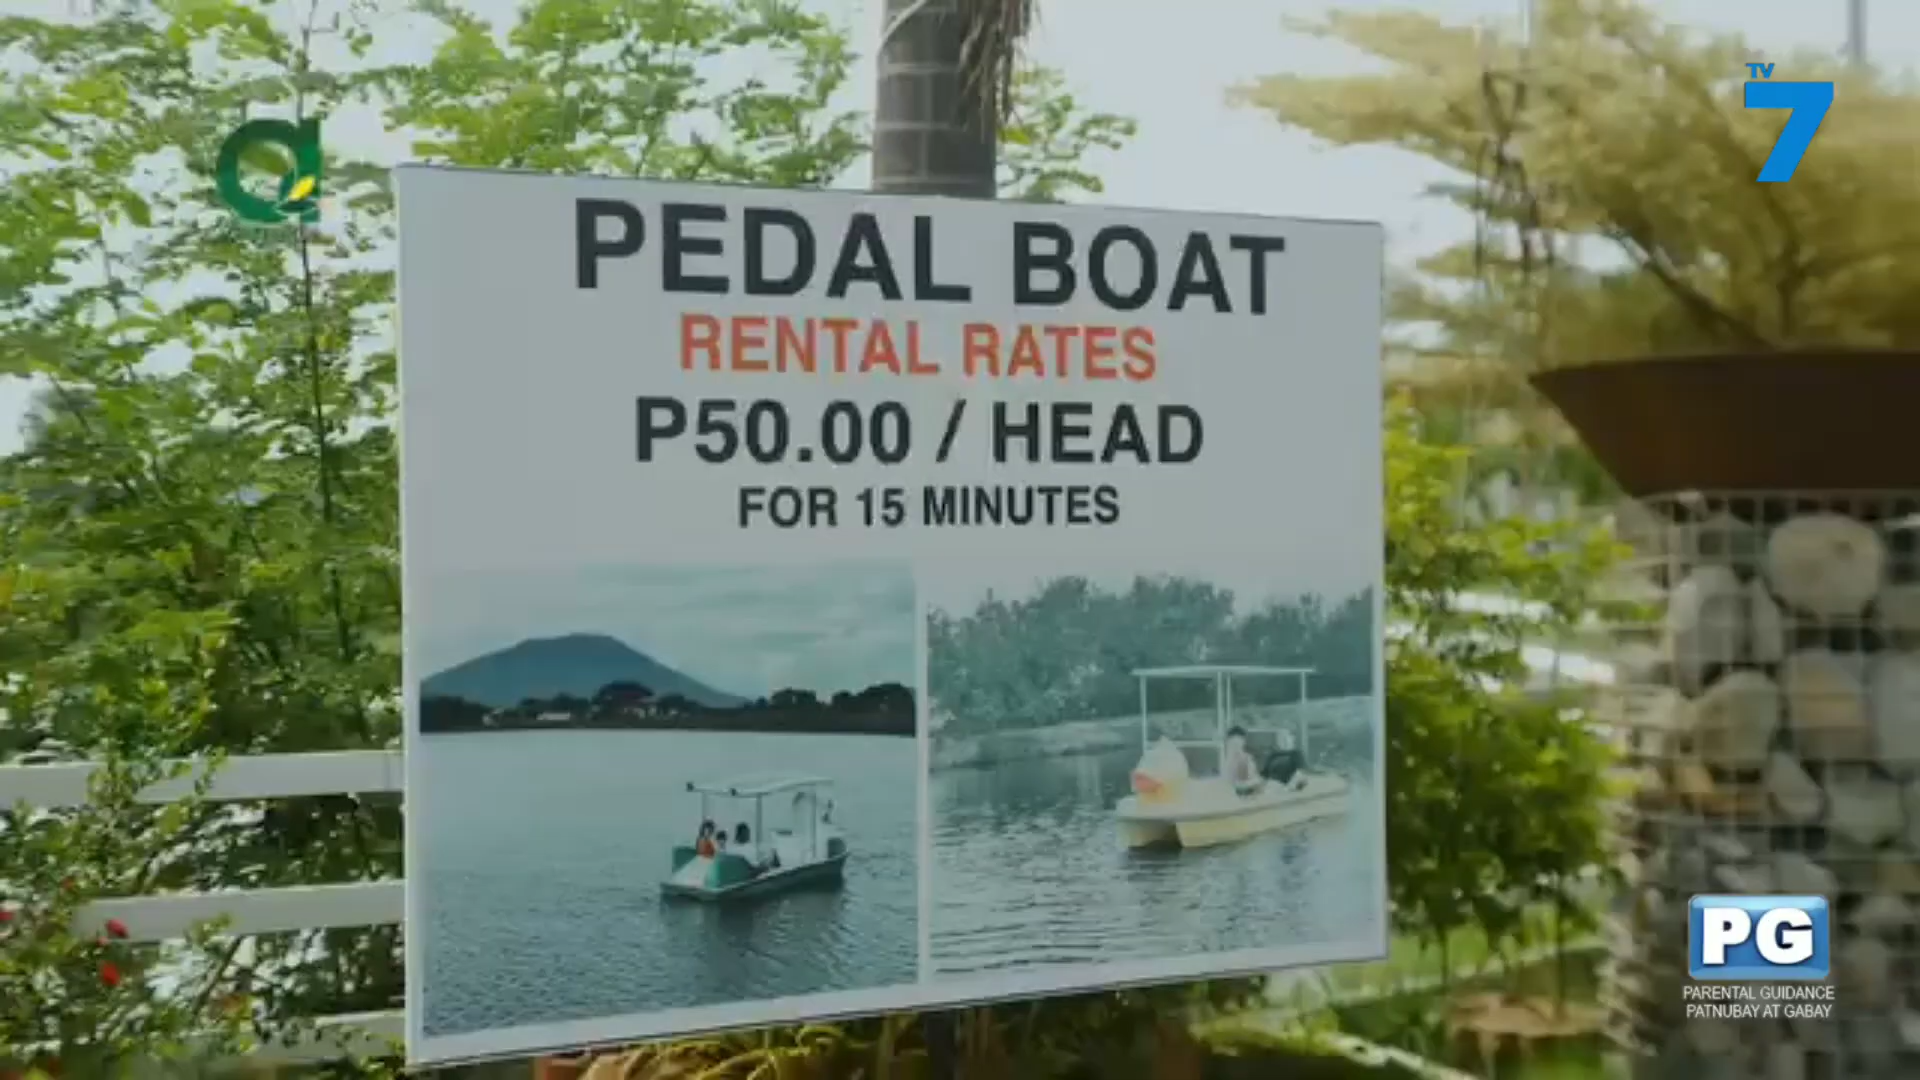 TV
7
PEDAL BOAT
RENTAL RATES
P50.00 / HEAD
FOR 15 MINUTES
PG
PARENTAL GUIDANCE
PATNUBAY AT GABAY